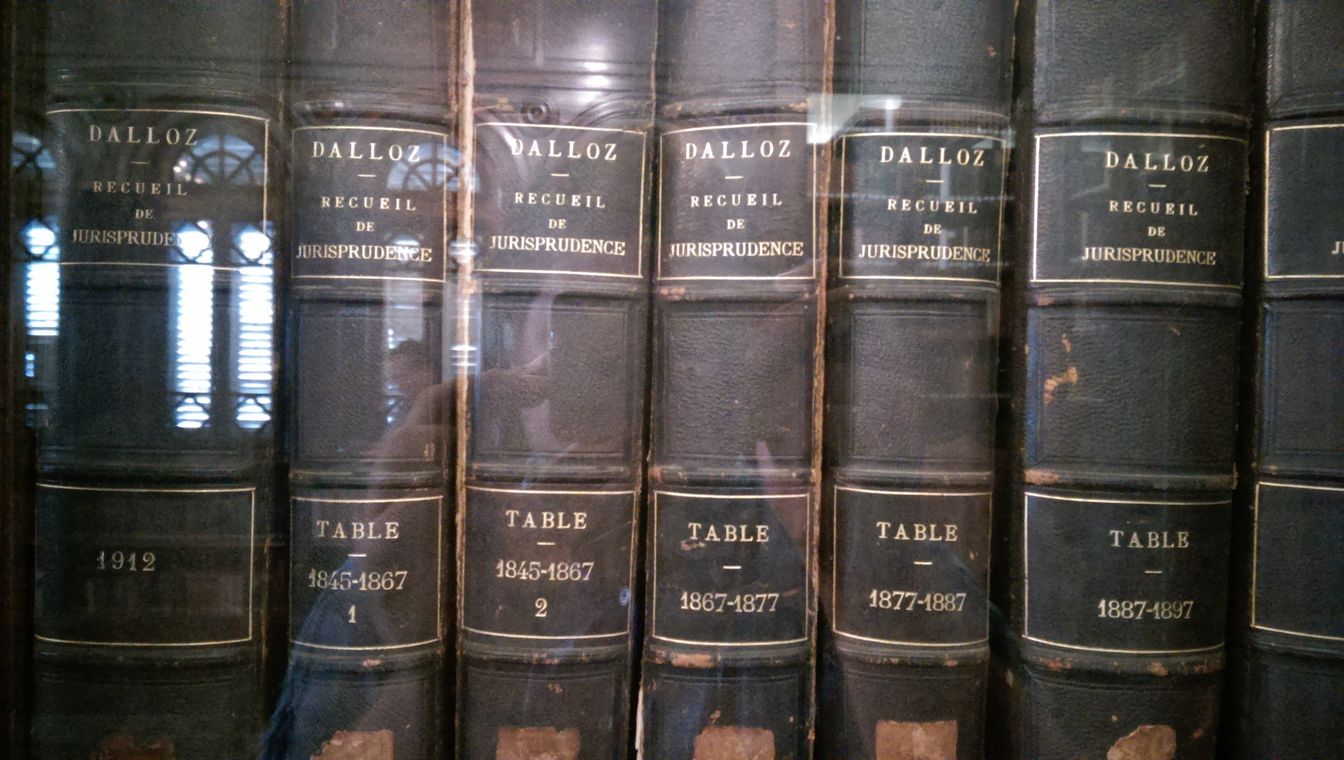 DALLOZ
RECUEIL
DE
JURISPRUDENCE
1912
DALLOZ
RECUEIL
DE
JURISPRUDENCE
TABLE
1845-1867
1
DALLOZ
RECUEIL
DE
JURISPRUDENCE
TABLE
1845-1867
2
DALLOZ
RECUEIL
DE
JURISPRUDENCE
TABLE
1867-1877
DALLOZ
RECUEIL
DE
JURISPRUDENCE
TABLE
1877-1887
DALLOZ
RECUEIL
DE
JURISPRUDENCE
TABLE
1887-1897